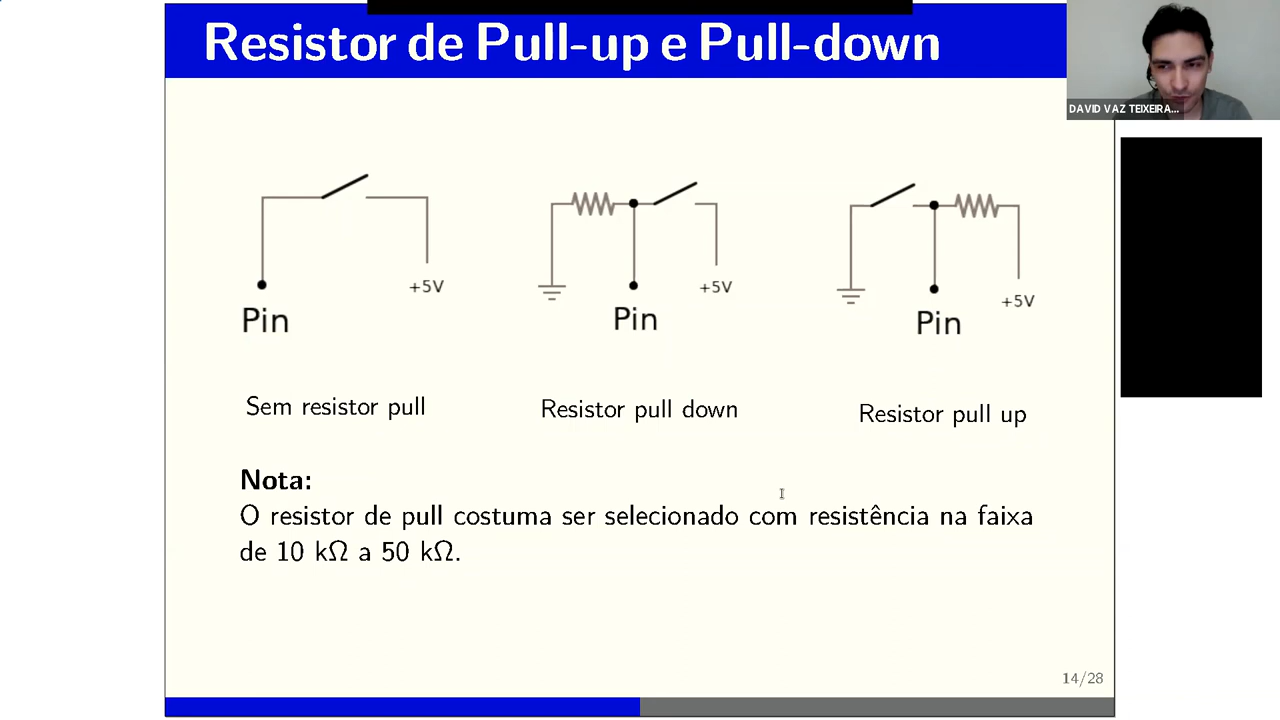 Resistor de Pull-up e Pull-down
DAVID VAZ TEIXEIRA...
+5V
Pin
+5V
Pin
+5V
Pin
Sem resistor pull
Resistor pull down
Resistor pull up
Nota:
O resistor de pull costuma ser selecionado com resistência na faixa
de 10 kΩ a 50 kΩ.
14/28